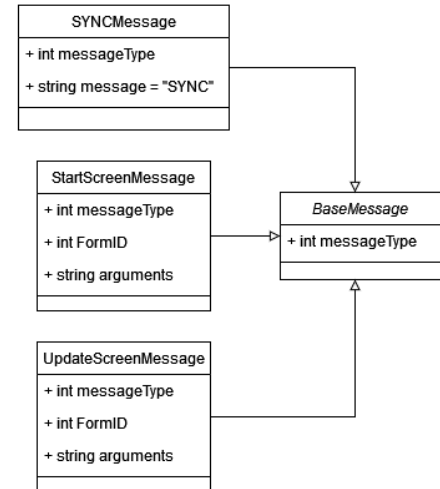 SYNCMessage
+ int messageType
+ string message = "SYNC"
StartScreenMessage
+ int messageType
+ int FormID
+ string arguments
BaseMessage
+ int messageType
UpdateScreenMessage
+ int messageType
+ int FormID
+ string arguments